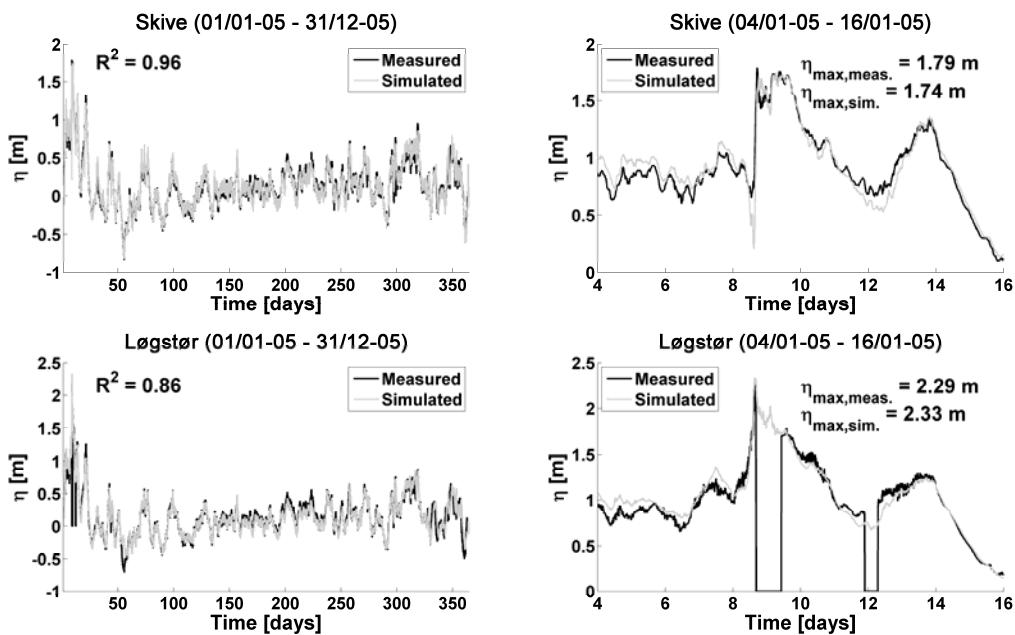 Skive (01/01-05 - 31/12-05)
R² = 0.96
Measured
Simulated
η [m]
2
1.5
1
0.5
0
-0.5
-1
50 100 150 200 250 300 350
Time [days]
Skive (04/01-05 - 16/01-05)
Measured
Simulated
ηmax,meas. = 1.79 m
ηmax,sim. = 1.74 m
η [m]
2
1.5
1
0.5
0
4 6 8 10 12 14 16
Time [days]
Løgstør (01/01-05 - 31/12-05)
R² = 0.86
Measured
Simulated
η [m]
2.5
2
1.5
1
0.5
0
-0.5
-1
50 100 150 200 250 300 350
Time [days]
Løgstør (04/01-05 - 16/01-05)
Measured
Simulated
ηmax,meas. = 2.29 m
ηmax,sim. = 2.33 m
η [m]
2.5
2
1.5
1
0.5
0
4 6 8 10 12 14 16
Time [days]